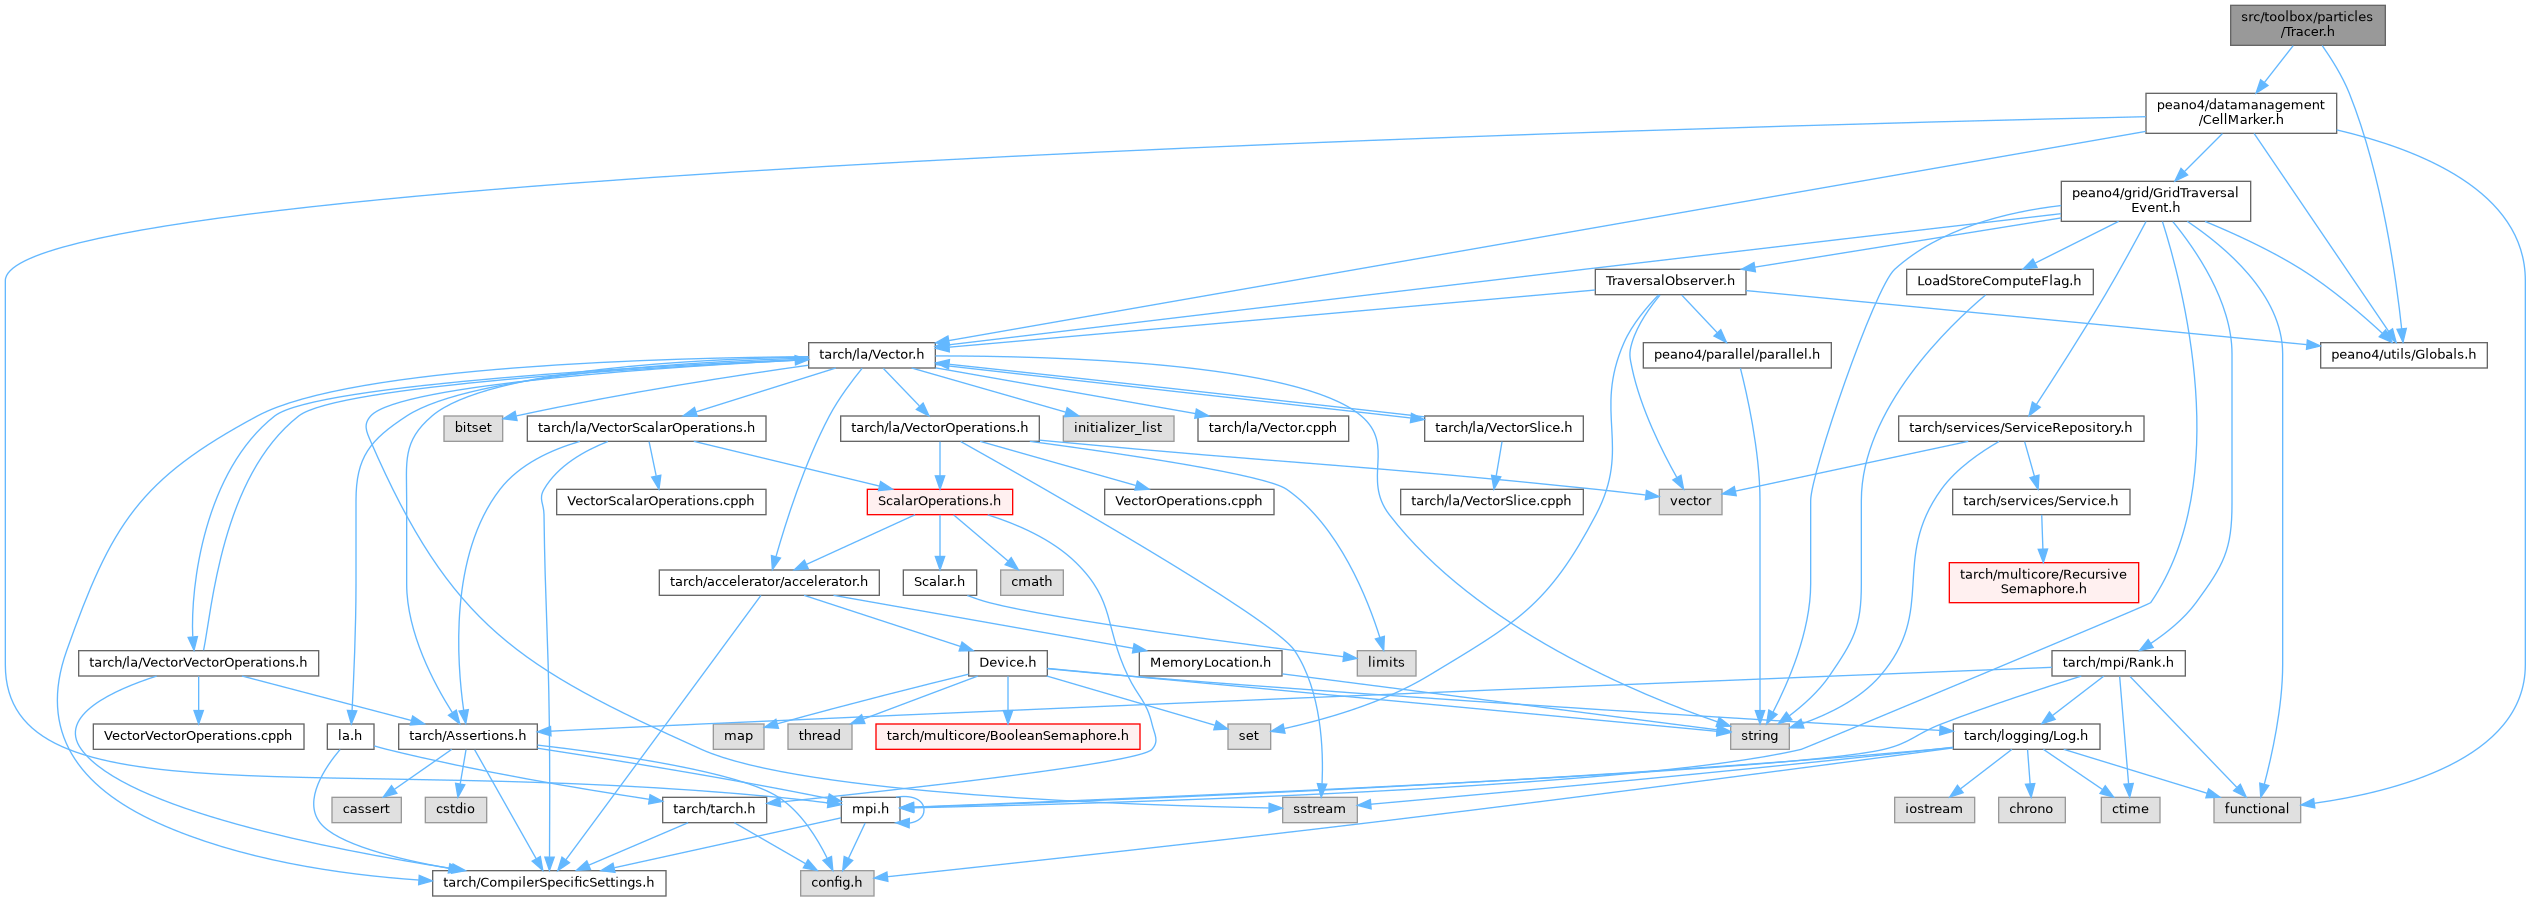 src/toolbox/particles
/Tracer.h
peano4/datamanagement
/CellMarker.h
peano4/grid/GridTraversal
Event.h
TraversalObserver.h
LoadStoreComputeFlag.h
tarch/la/Vector.h
peano4/parallel/parallel.h
peano4/utils/Globals.h
bitset
tarch/la/VectorScalarOperations.h
tarch/la/VectorOperations.h
initializer_list
tarch/la/Vector.cpph
tarch/la/VectorSlice.h
tarch/services/ServiceRepository.h
VectorScalarOperations.cpph
ScalarOperations.h
VectorOperations.cpph
tarch/la/VectorSlice.cpph
vector
tarch/services/Service.h
tarch/accelerator/accelerator.h
Scalar.h
cmath
tarch/multicore/Recursive
Semaphore.h
tarch/la/VectorVectorOperations.h
Device.h
MemoryLocation.h
limits
tarch/mpi/Rank.h
VectorVectorOperations.cpph
la.h
tarch/Assertions.h
map
thread
tarch/multicore/BooleanSemaphore.h
set
string
tarch/logging/Log.h
cassert
cstdio
tarch/tarch.h
mpi.h
sstream
iostream
chrono
ctime
functional
tarch/CompilerSpecificSettings.h
config.h